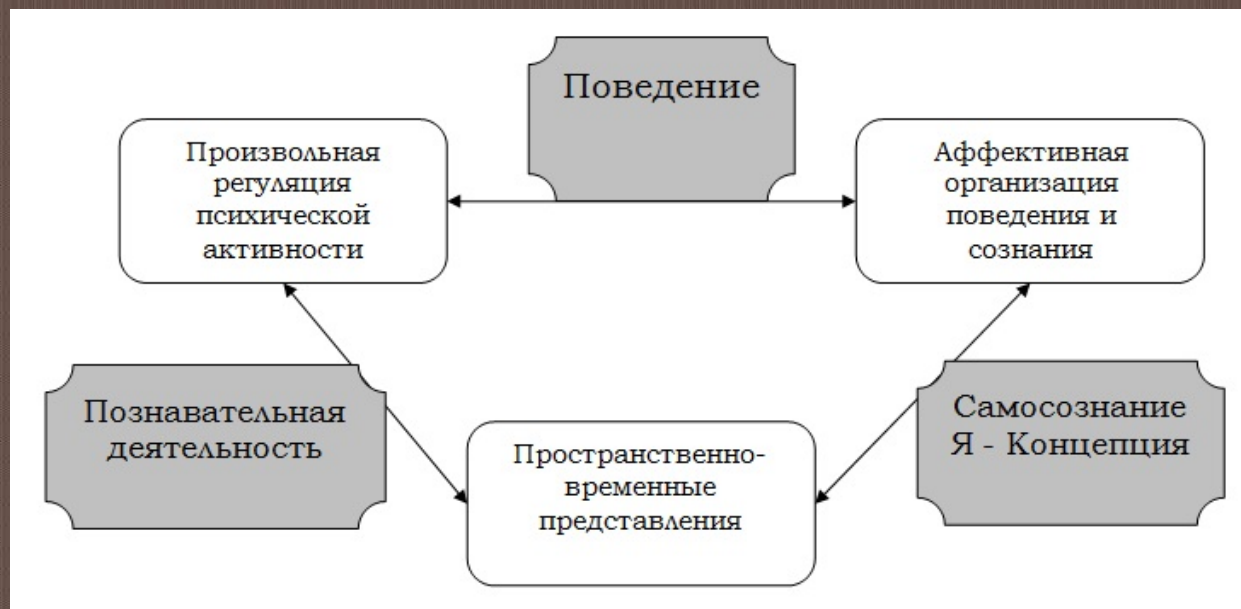 Поведение
Произвольная
регуляция
психической
активности
Аффективная
организация
поведения и
сознания
Познавательная
деятельность
Пространственно-
временные
представления
Самосознание
Я - Концепция